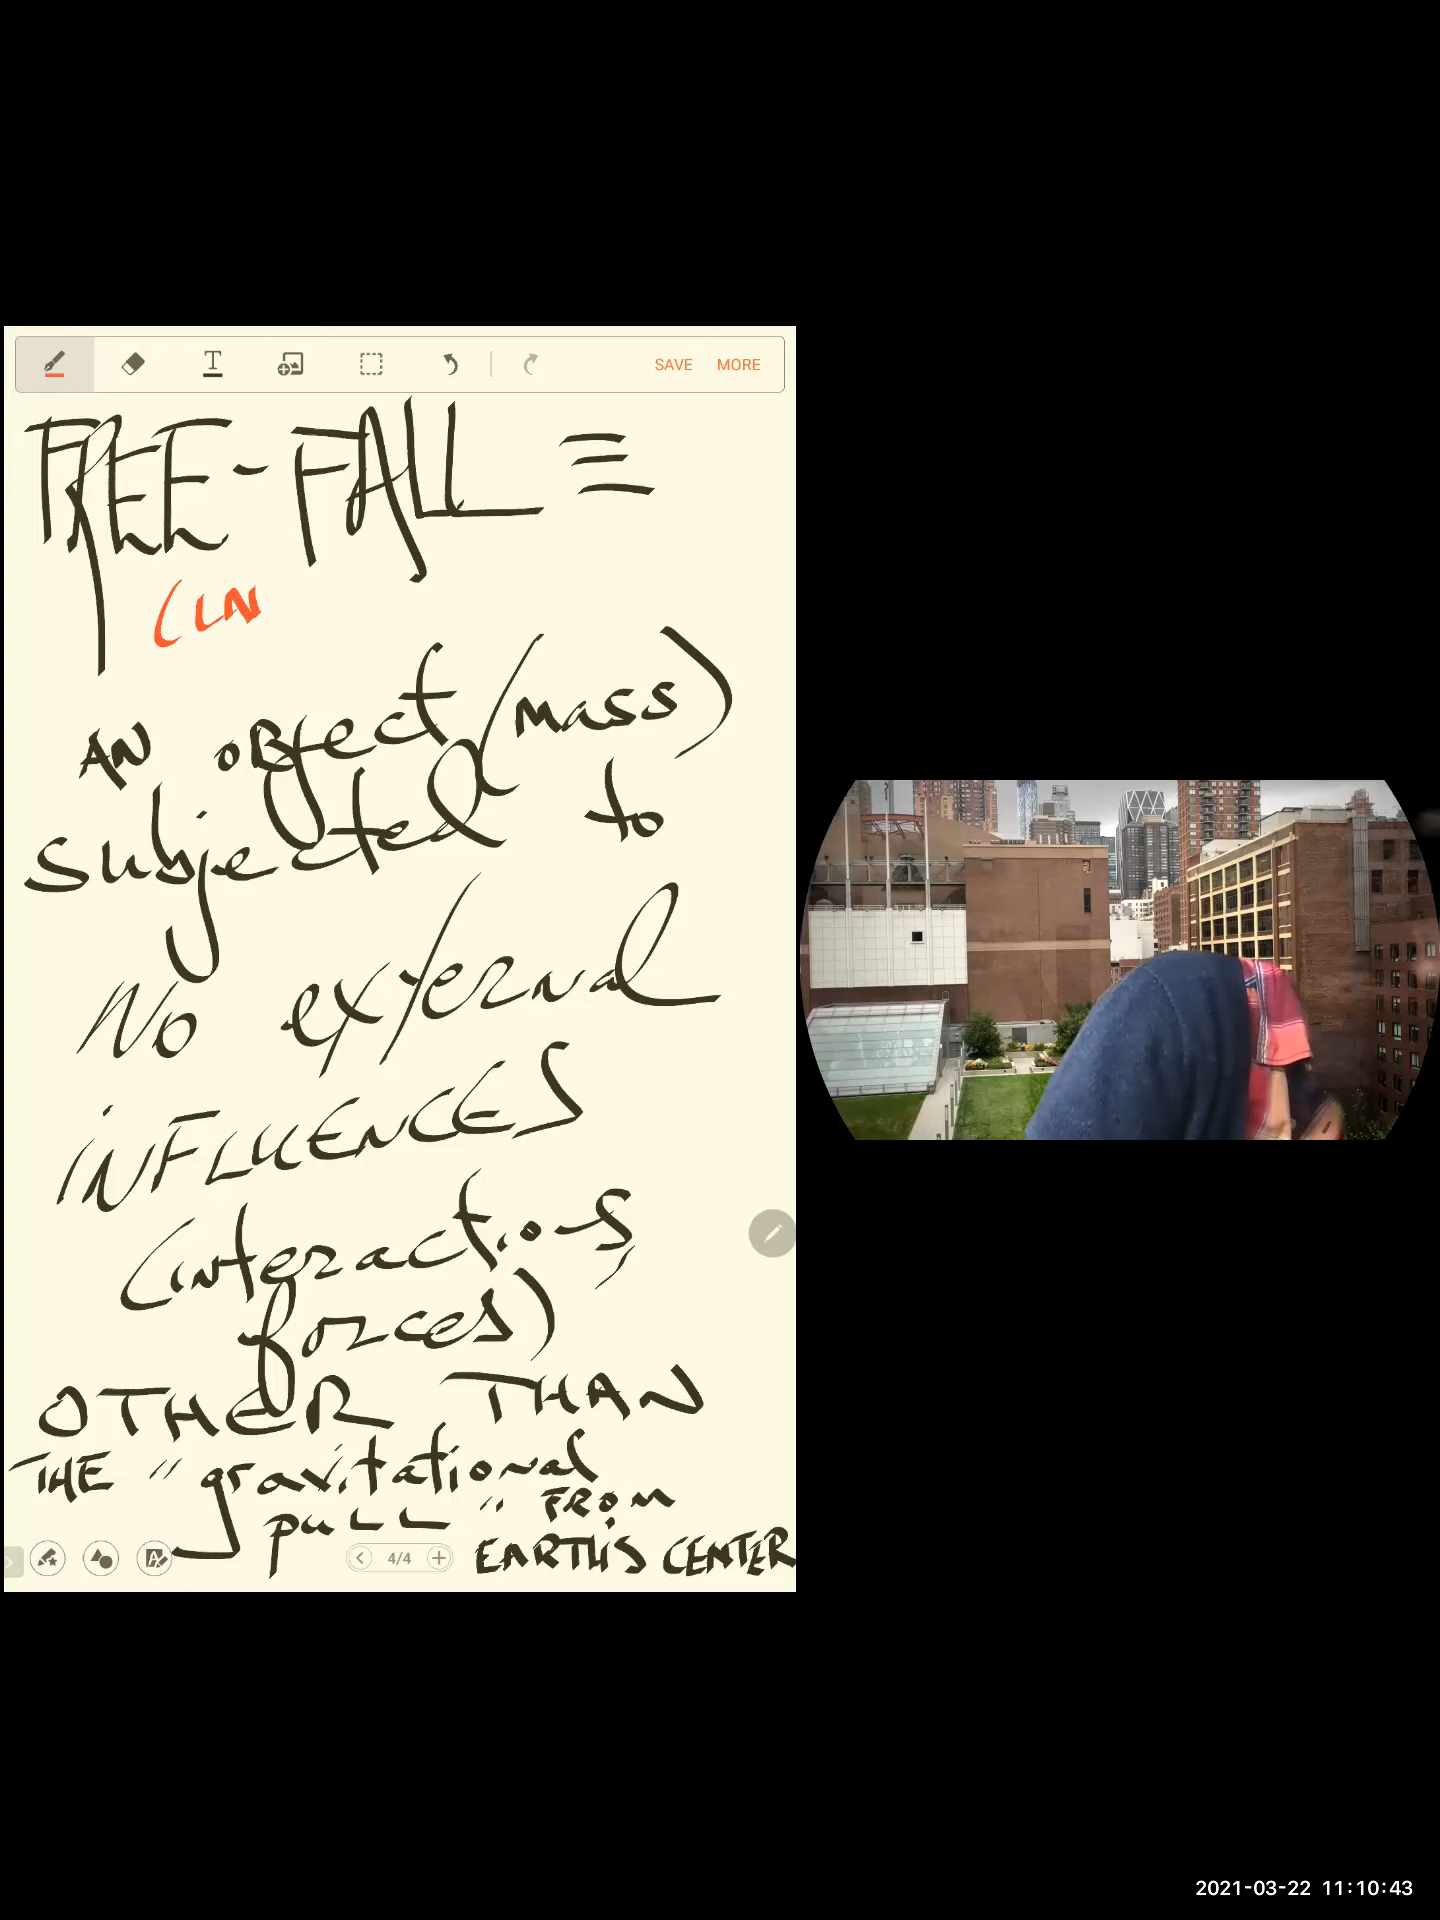 SAVE MORE
FREE-FALL ≡
(IN
AN OBject/mass)
subjected to
No external
INFLUENCES
(interactions,
forces)
OTHER THAN
THE "gravitational
pull" FROM
EARTH'S CENTER
4/4
2021-03-22 11:10:43